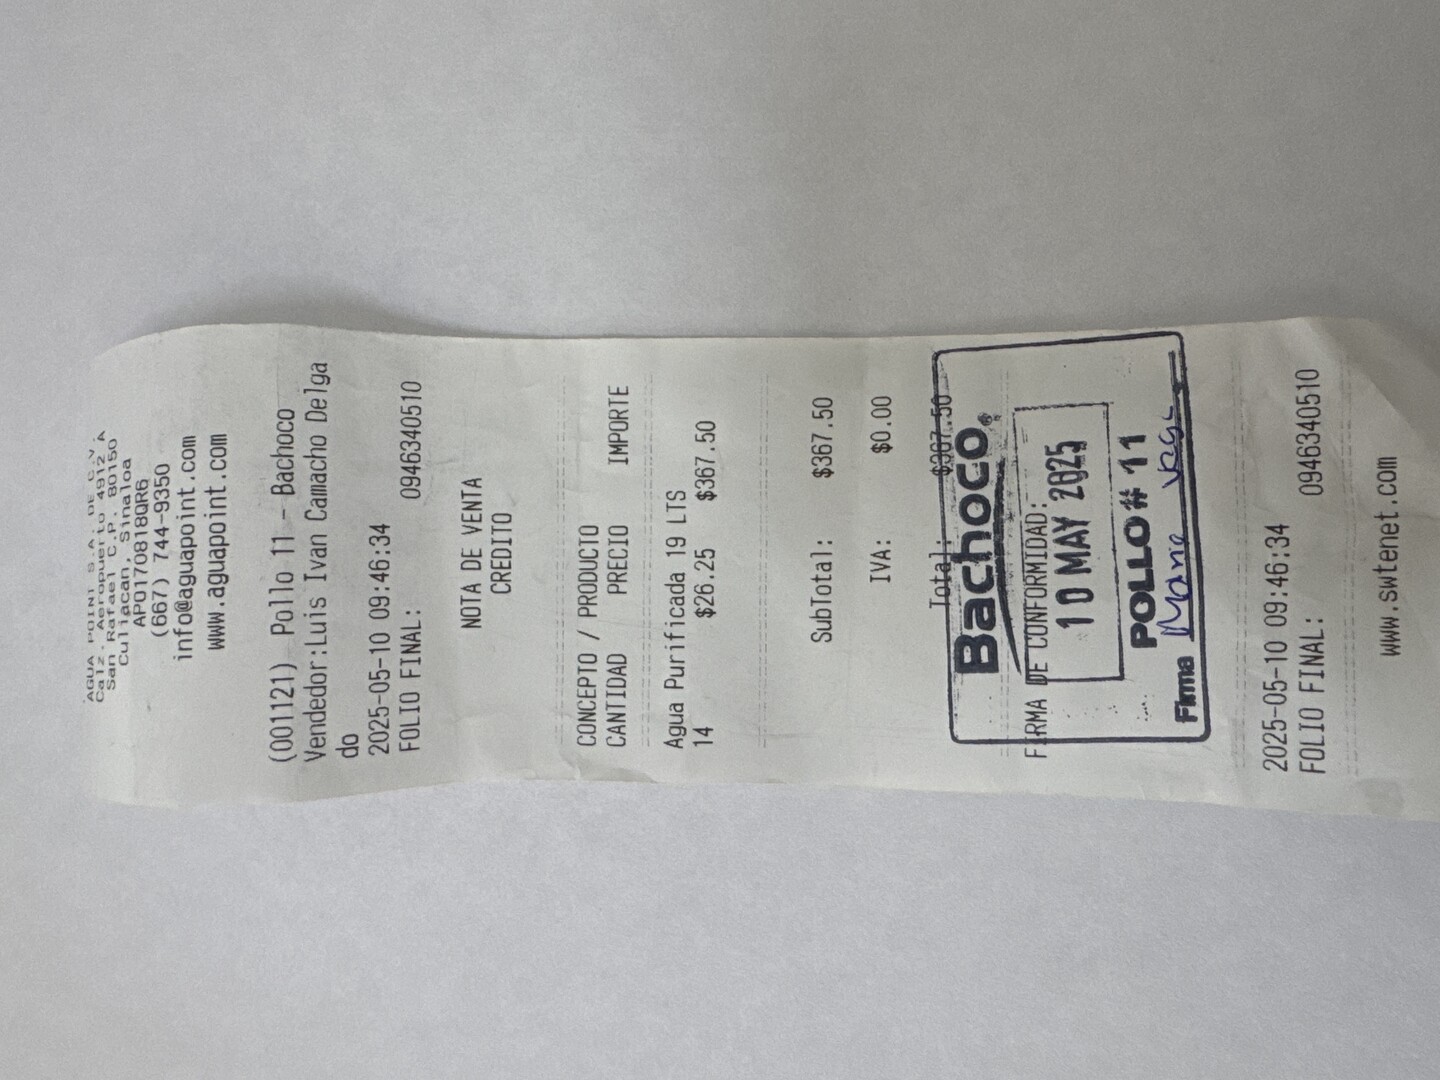 AGUA POINT S.A. DE C.V.
Calz. Aeropuerto 4912 A
San Rafael C.P. 80150
Culiacan, Sinaloa
APO170818QR6
(667) 744-9350
info@aguapoint.com
www.aguapoint.com
(001121) Pollo 11 - Bachoco
Vendedor:Luis Ivan Camacho Delga
do
2025-05-10 09:46:34
FOLIO FINAL: 0946340510
NOTA DE VENTA
CREDITO
CONCEPTO / PRODUCTO
CANTIDAD PRECIO IMPORTE
Agua Purificada 19 LTS
14 $26.25 $367.50
SubTotal: $367.50
IVA: $0.00
Total: $367.50
Bachoco®
FIRMA DE CONFORMIDAD:
10 MAY 2025
POLLO # 11
Firma
2025-05-10 09:46:34
FOLIO FINAL: 0946340510
www.swtenet.com